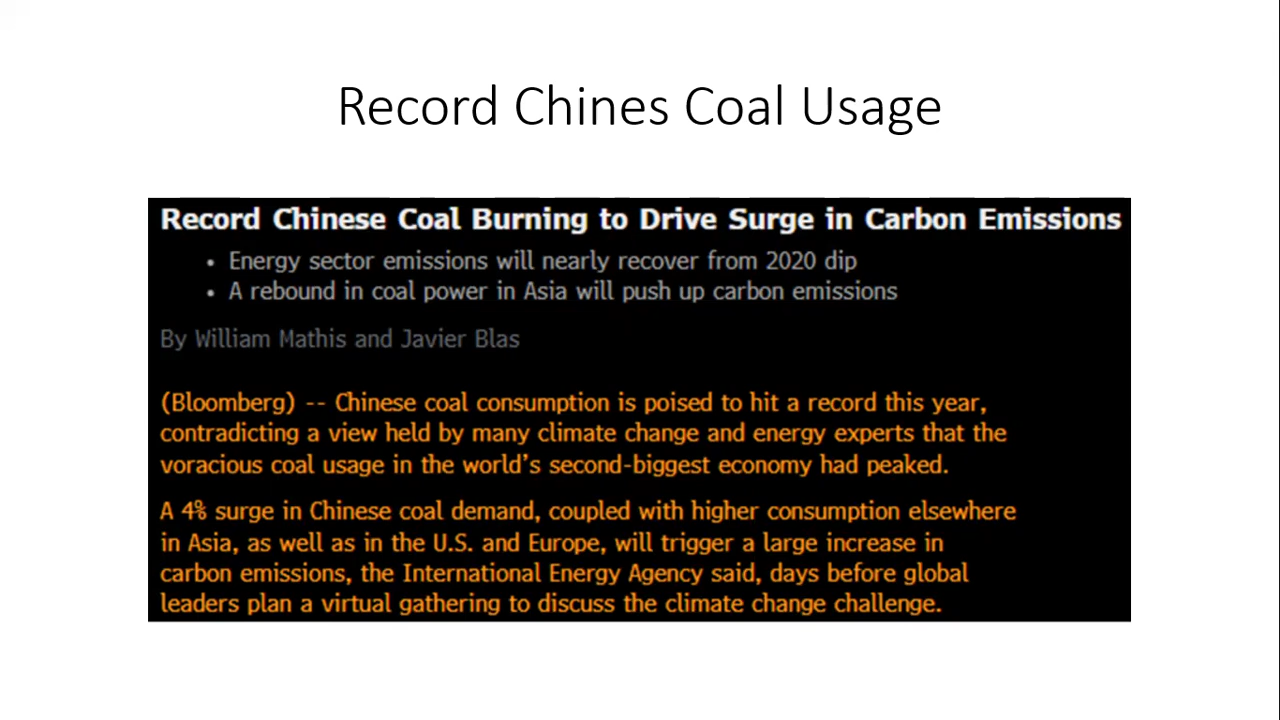 Record Chines Coal Usage
Record Chinese Coal Burning to Drive Surge in Carbon Emissions
• Energy sector emissions will nearly recover from 2020 dip
• A rebound in coal power in Asia will push up carbon emissions
By William Mathis and Javier Blas
(Bloomberg) -- Chinese coal consumption is poised to hit a record this year,
contradicting a view held by many climate change and energy experts that the
voracious coal usage in the world’s second-biggest economy had peaked.
A 4% surge in Chinese coal demand, coupled with higher consumption elsewhere
in Asia, as well as in the U.S. and Europe, will trigger a large increase in
carbon emissions, the International Energy Agency said, days before global
leaders plan a virtual gathering to discuss the climate change challenge.